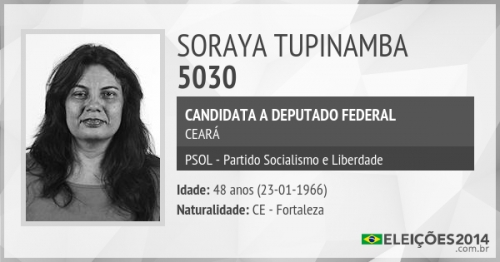 SORAYA TUPINAMBA
5030
CANDIDATA A DEPUTADO FEDERAL
CEARÁ
PSOL - Partido Socialismo e Liberdade
Idade: 48 anos (23-01-1966)
Naturalidade: CE - Fortaleza
ELEIÇÕES2014
.com.br